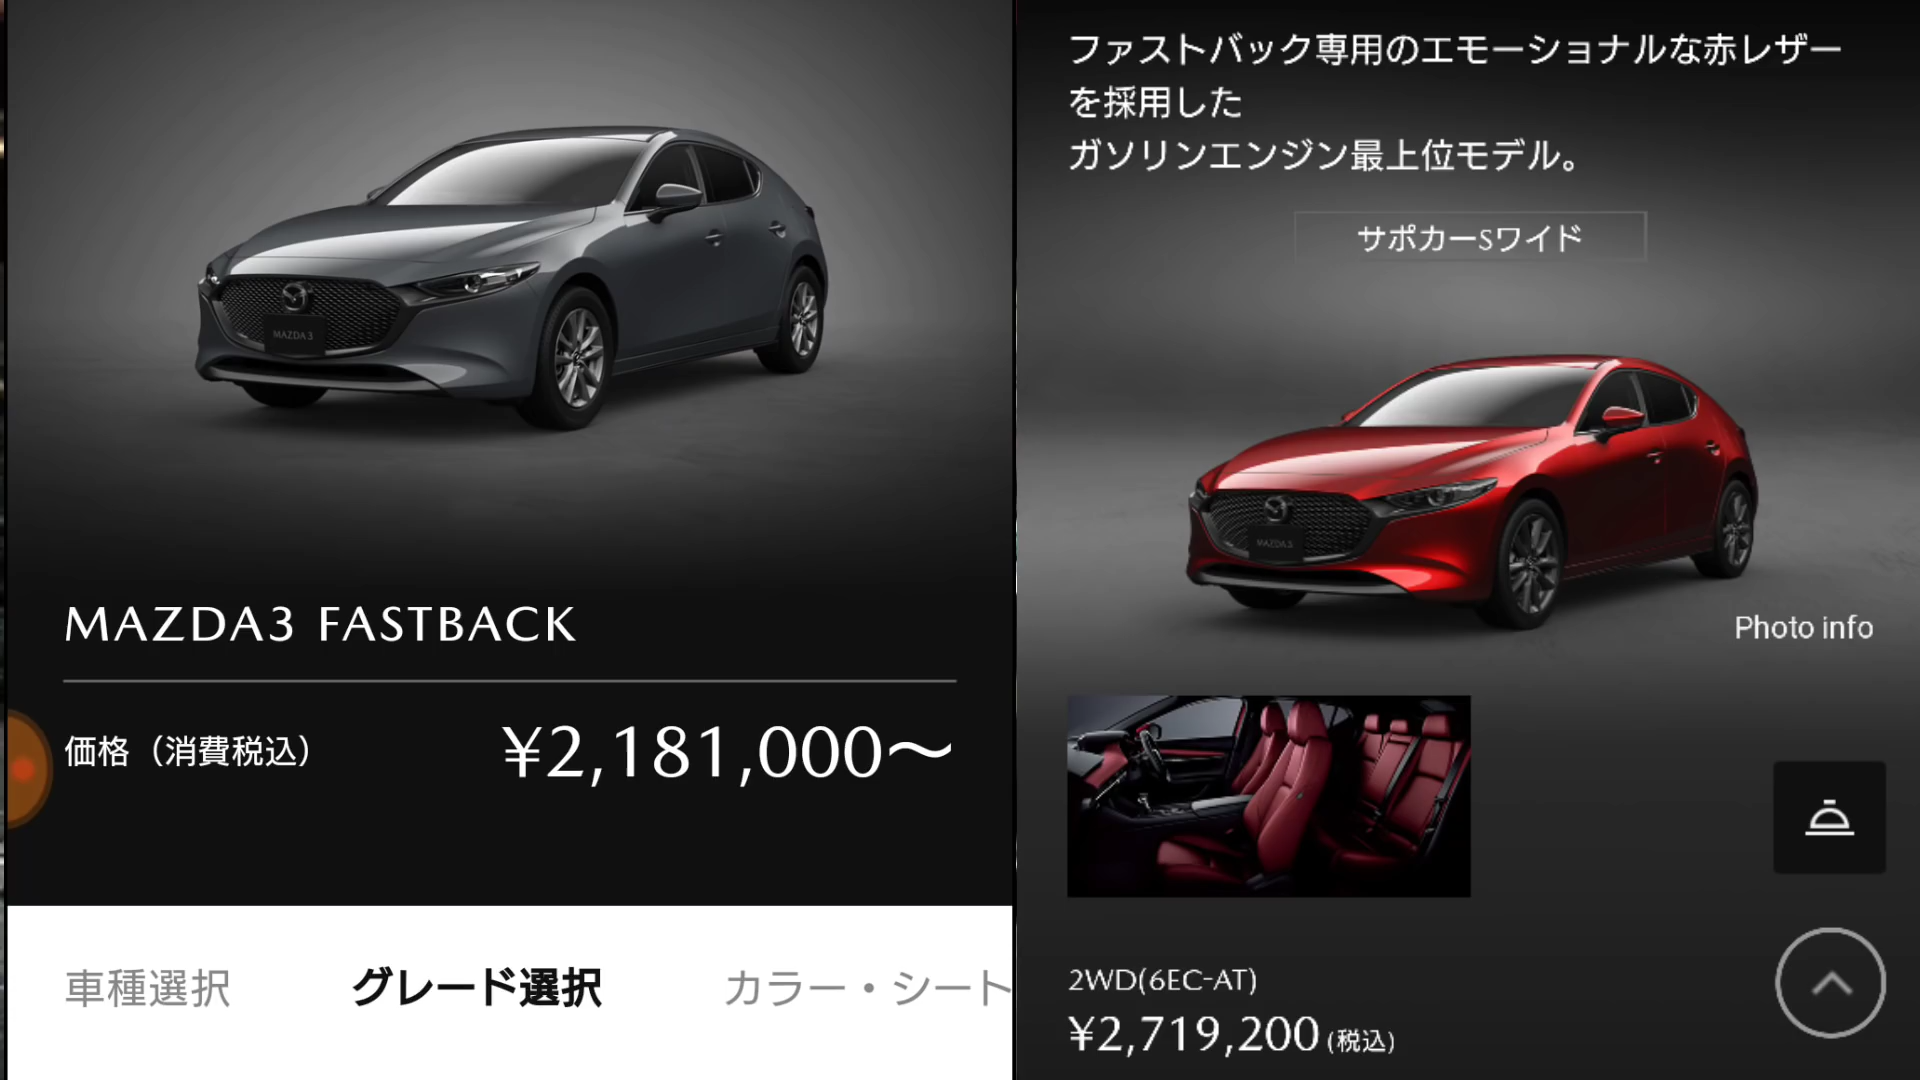 MAZDA3
MAZDA3 FASTBACK
価格（消費税込）
¥2,181,000〜
車種選択
グレード選択
カラー・シート
ファストバック専用のエモーショナルな赤レザー
を採用した
ガソリンエンジン最上位モデル。
サポカーSワイド
MAZDA3
Photo info
2WD(6EC-AT)
¥2,719,200(税込)